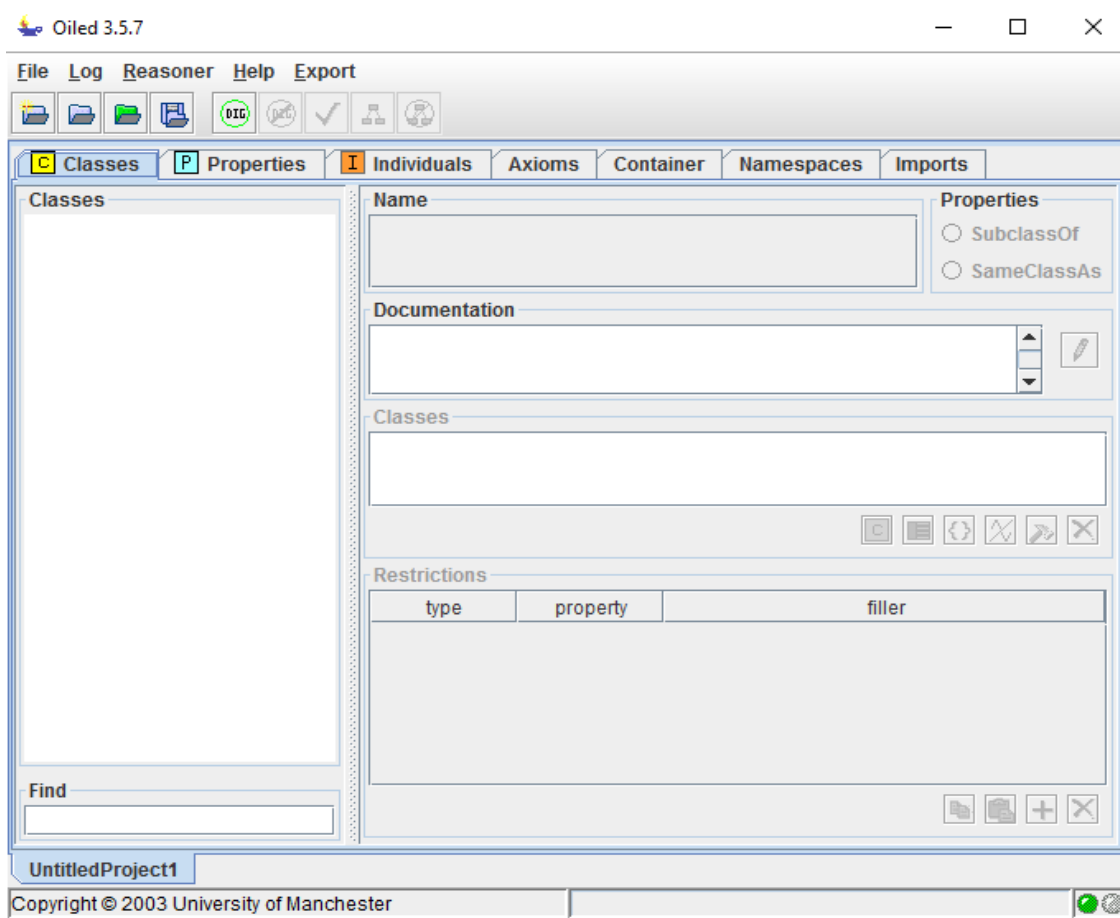 Oiled 3.5.7
File Log Reasoner Help Export
DIG DIG
C Classes P Properties I Individuals Axioms Container Namespaces Imports
Classes
Name
Properties
SubclassOf
SameClassAs
Documentation
Classes
C {}
Restrictions
type property filler
Find
UntitledProject1
Copyright © 2003 University of Manchester